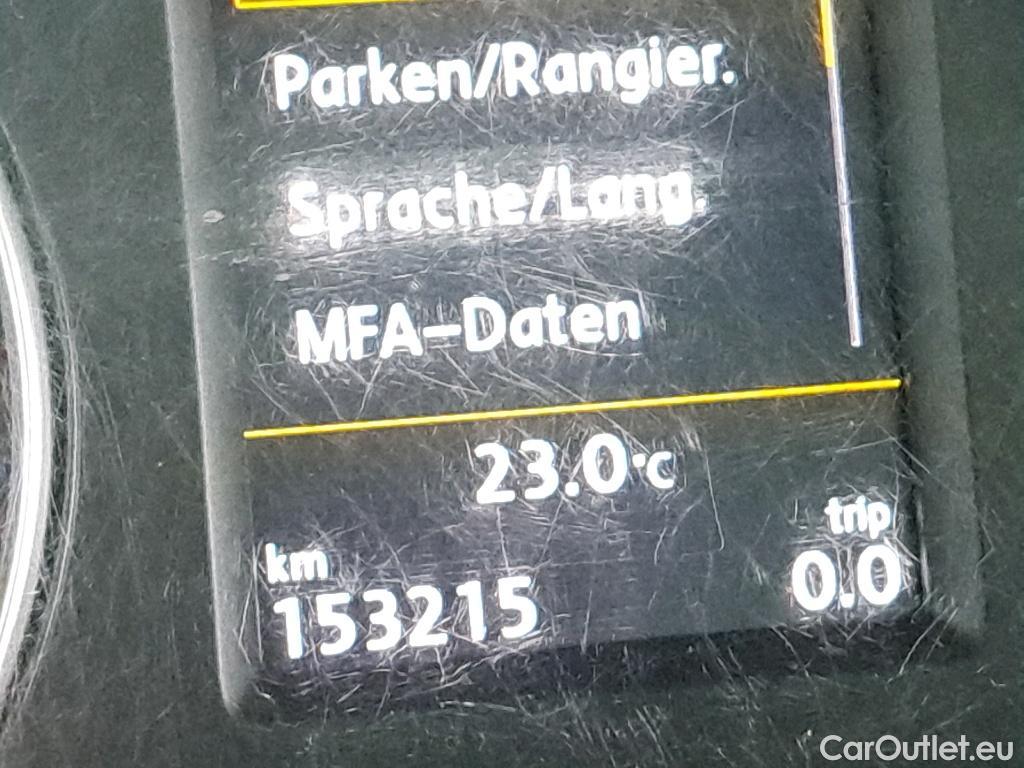 Parken/Rangier.
Sprache/Lang.
MFA-Daten
23.0°C
trip
km
153215 0.0
CarOutlet.eu